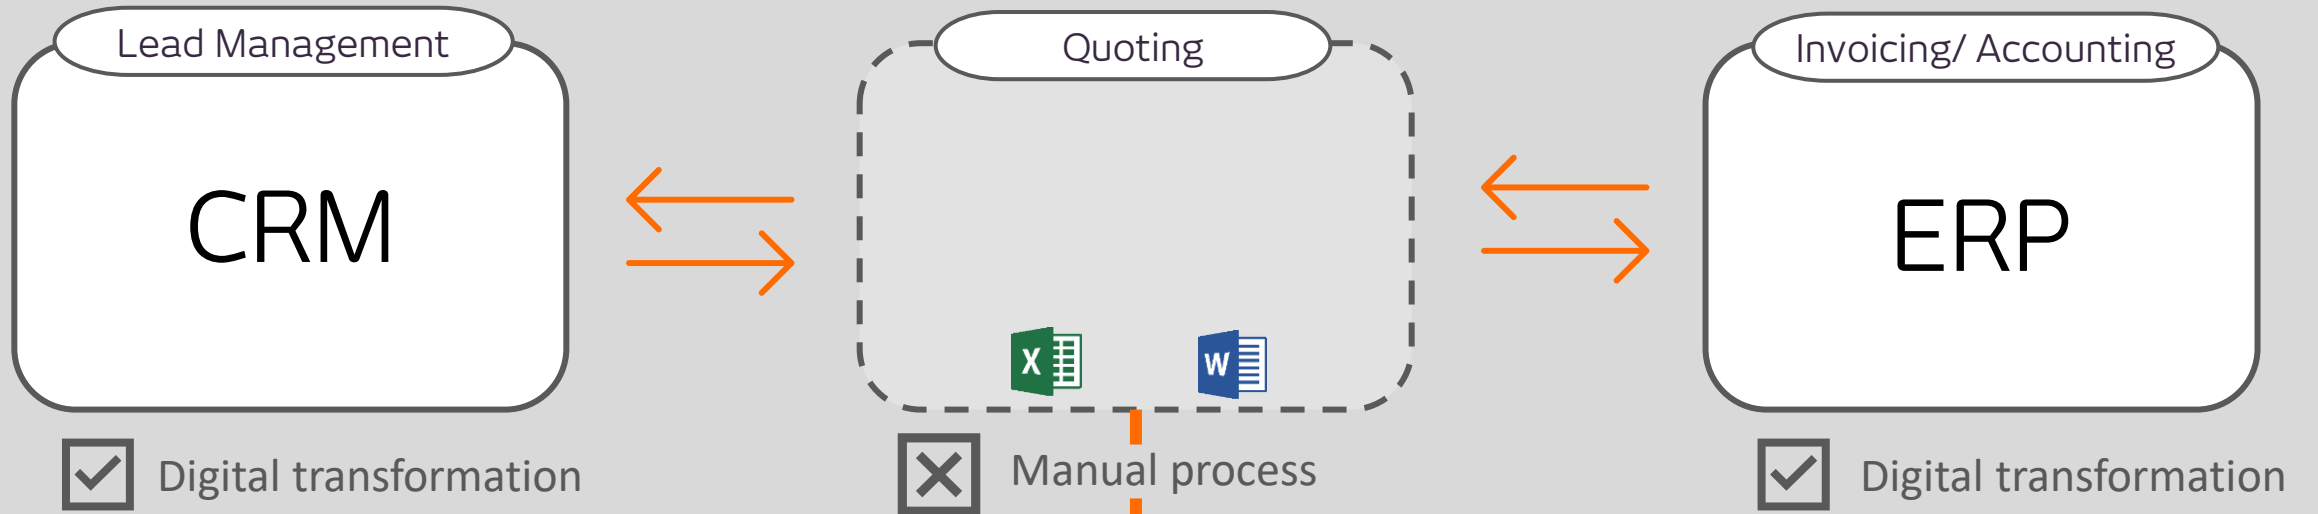 Lead Management
Quoting
Invoicing/ Accounting
CRM
ERP
X
W
Digital transformation
Manual process
Digital transformation